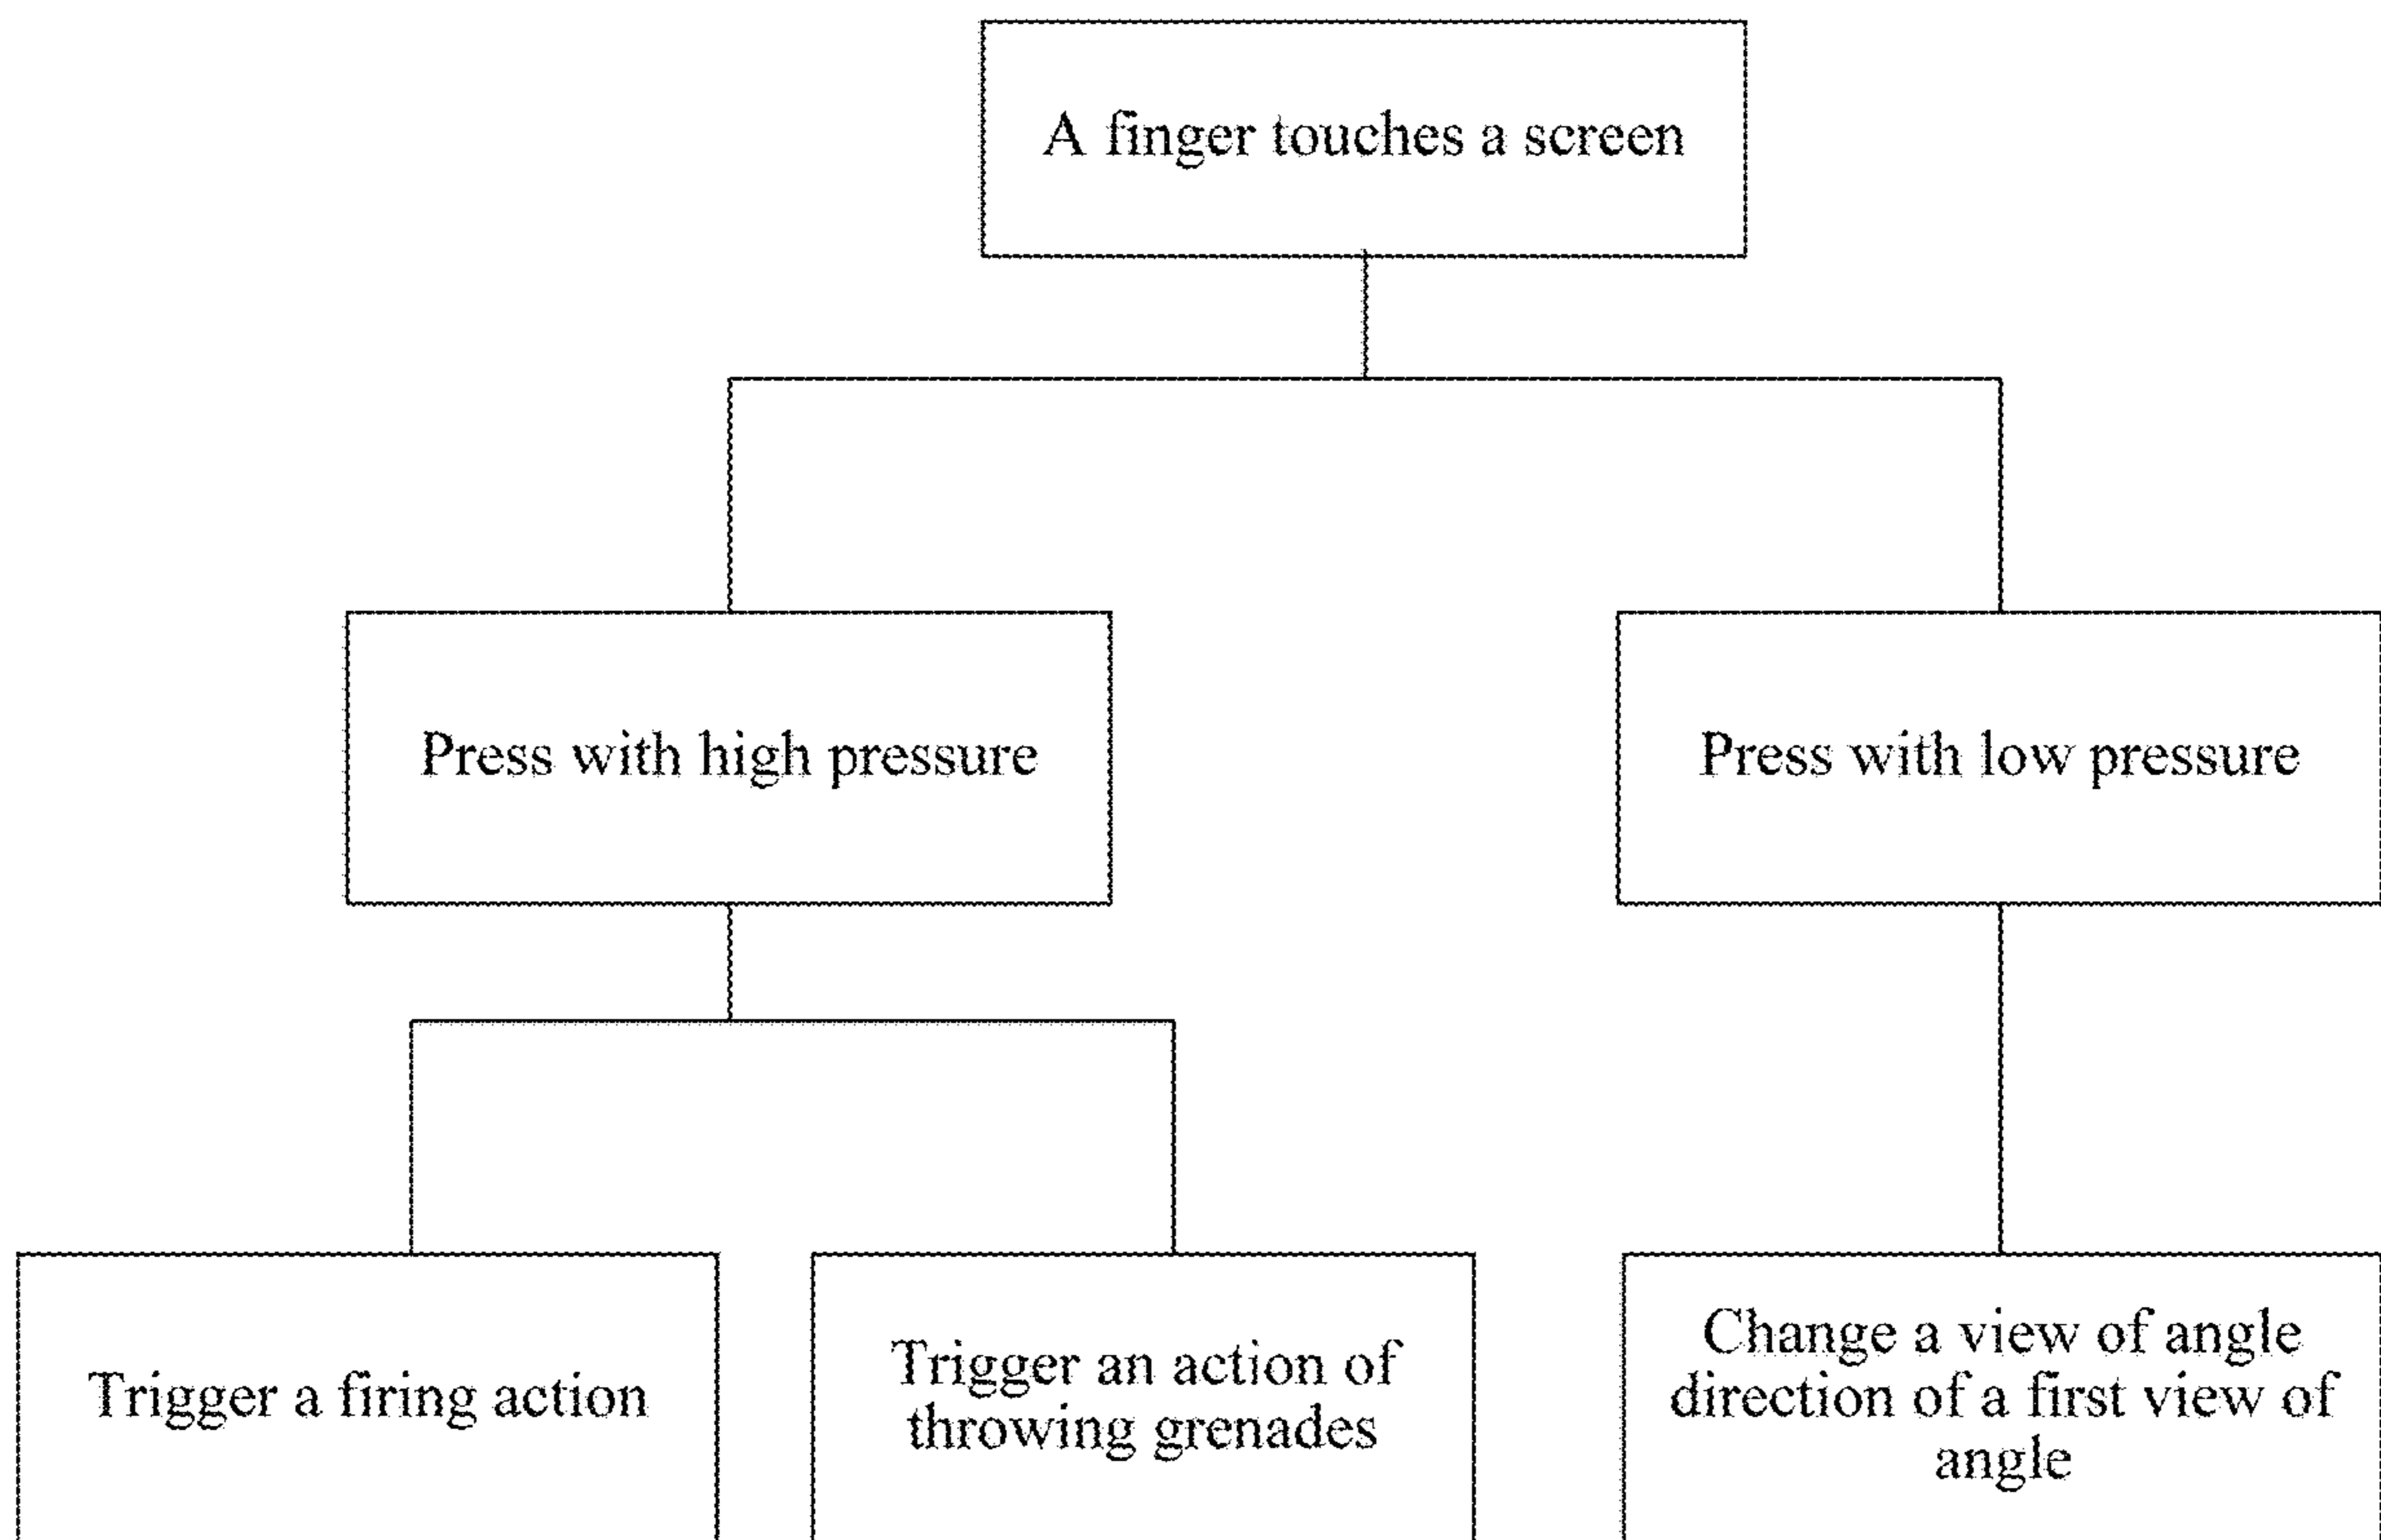 A finger touches a screen
Press with high pressure
Press with low pressure
Trigger a firing action
Trigger an action of
throwing grenades
Change a view of angle
direction of a first view of
angle